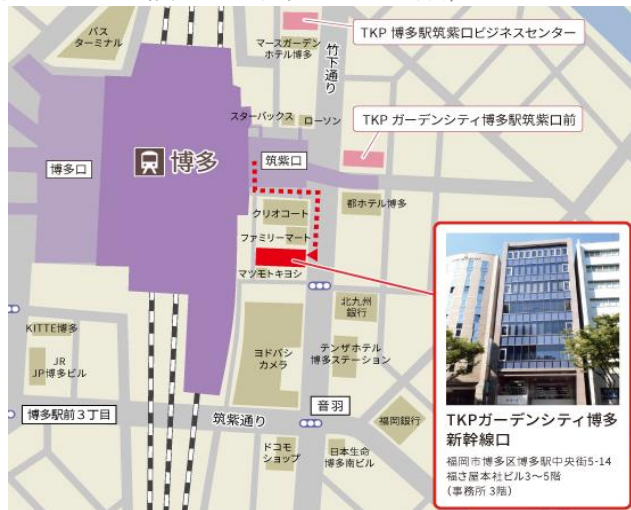 バス
ターミナル
TKP 博多駅筑紫口ビジネスセンター
マースガーデン
ホテル博多
竹下通り
スターバックス
ローソン
TKP ガーデンシティ博多駅筑紫口前
博多口
博多
筑紫口
クリオコート
都ホテル博多
ファミリーマート
マツモトキヨシ
北九州
銀行
KITTE博多
JR
JP博多ビル
ヨドバシ
カメラ
デンザホテル
博多ステーション
博多駅前3丁目
筑紫通り
音羽
福岡銀行
ドコモ
ショップ
日本生命
博多南ビル
TKPガーデンシティ博多
新幹線口
福岡市博多区博多駅中央街5-14
福さ屋本社ビル3〜5階
(事務所 3階)